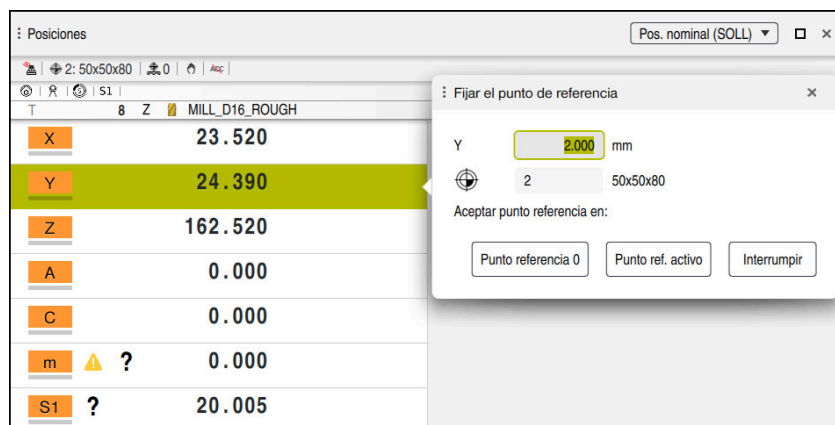 Posiciones
Pos. nominal (SOLL)
2: 50x50x80 0 ACC
S1
T 8 Z MILL_D16_ROUGH
X 23.520
Y 24.390
Z 162.520
A 0.000
C 0.000
m ? 0.000
S1 ? 20.005
Fijar el punto de referencia
Y 2.000 mm
2 50x50x80
Aceptar punto referencia en:
Punto referencia 0 Punto ref. activo Interrumpir